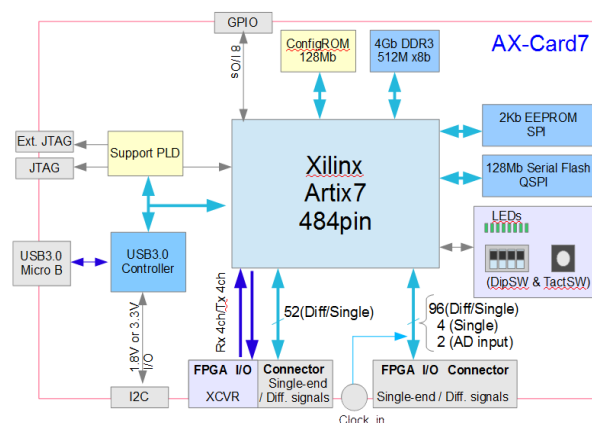 GPIO
AX-Card7
8 I/Os
ConfigROM
128Mb
4Gb DDR3
512M x8b
2Kb EEPROM
SPI
Ext. JTAG
JTAG
Support PLD
Xilinx
Artix7
484pin
128Mb Serial Flash
QSPI
LEDs
(DipSW & TactSW)
USB3.0
Micro B
USB3.0
Controller
1.8V or 3.3V
I/O
Rx 4ch/Tx 4ch
52(Diff/Single)
96(Diff/Single)
4 (Single)
2 (AD input)
I2C
FPGA I/O Connector
XCVR
Single-end
/ Diff. signals
Clock in
FPGA I/O Connector
Single-end / Diff. signals